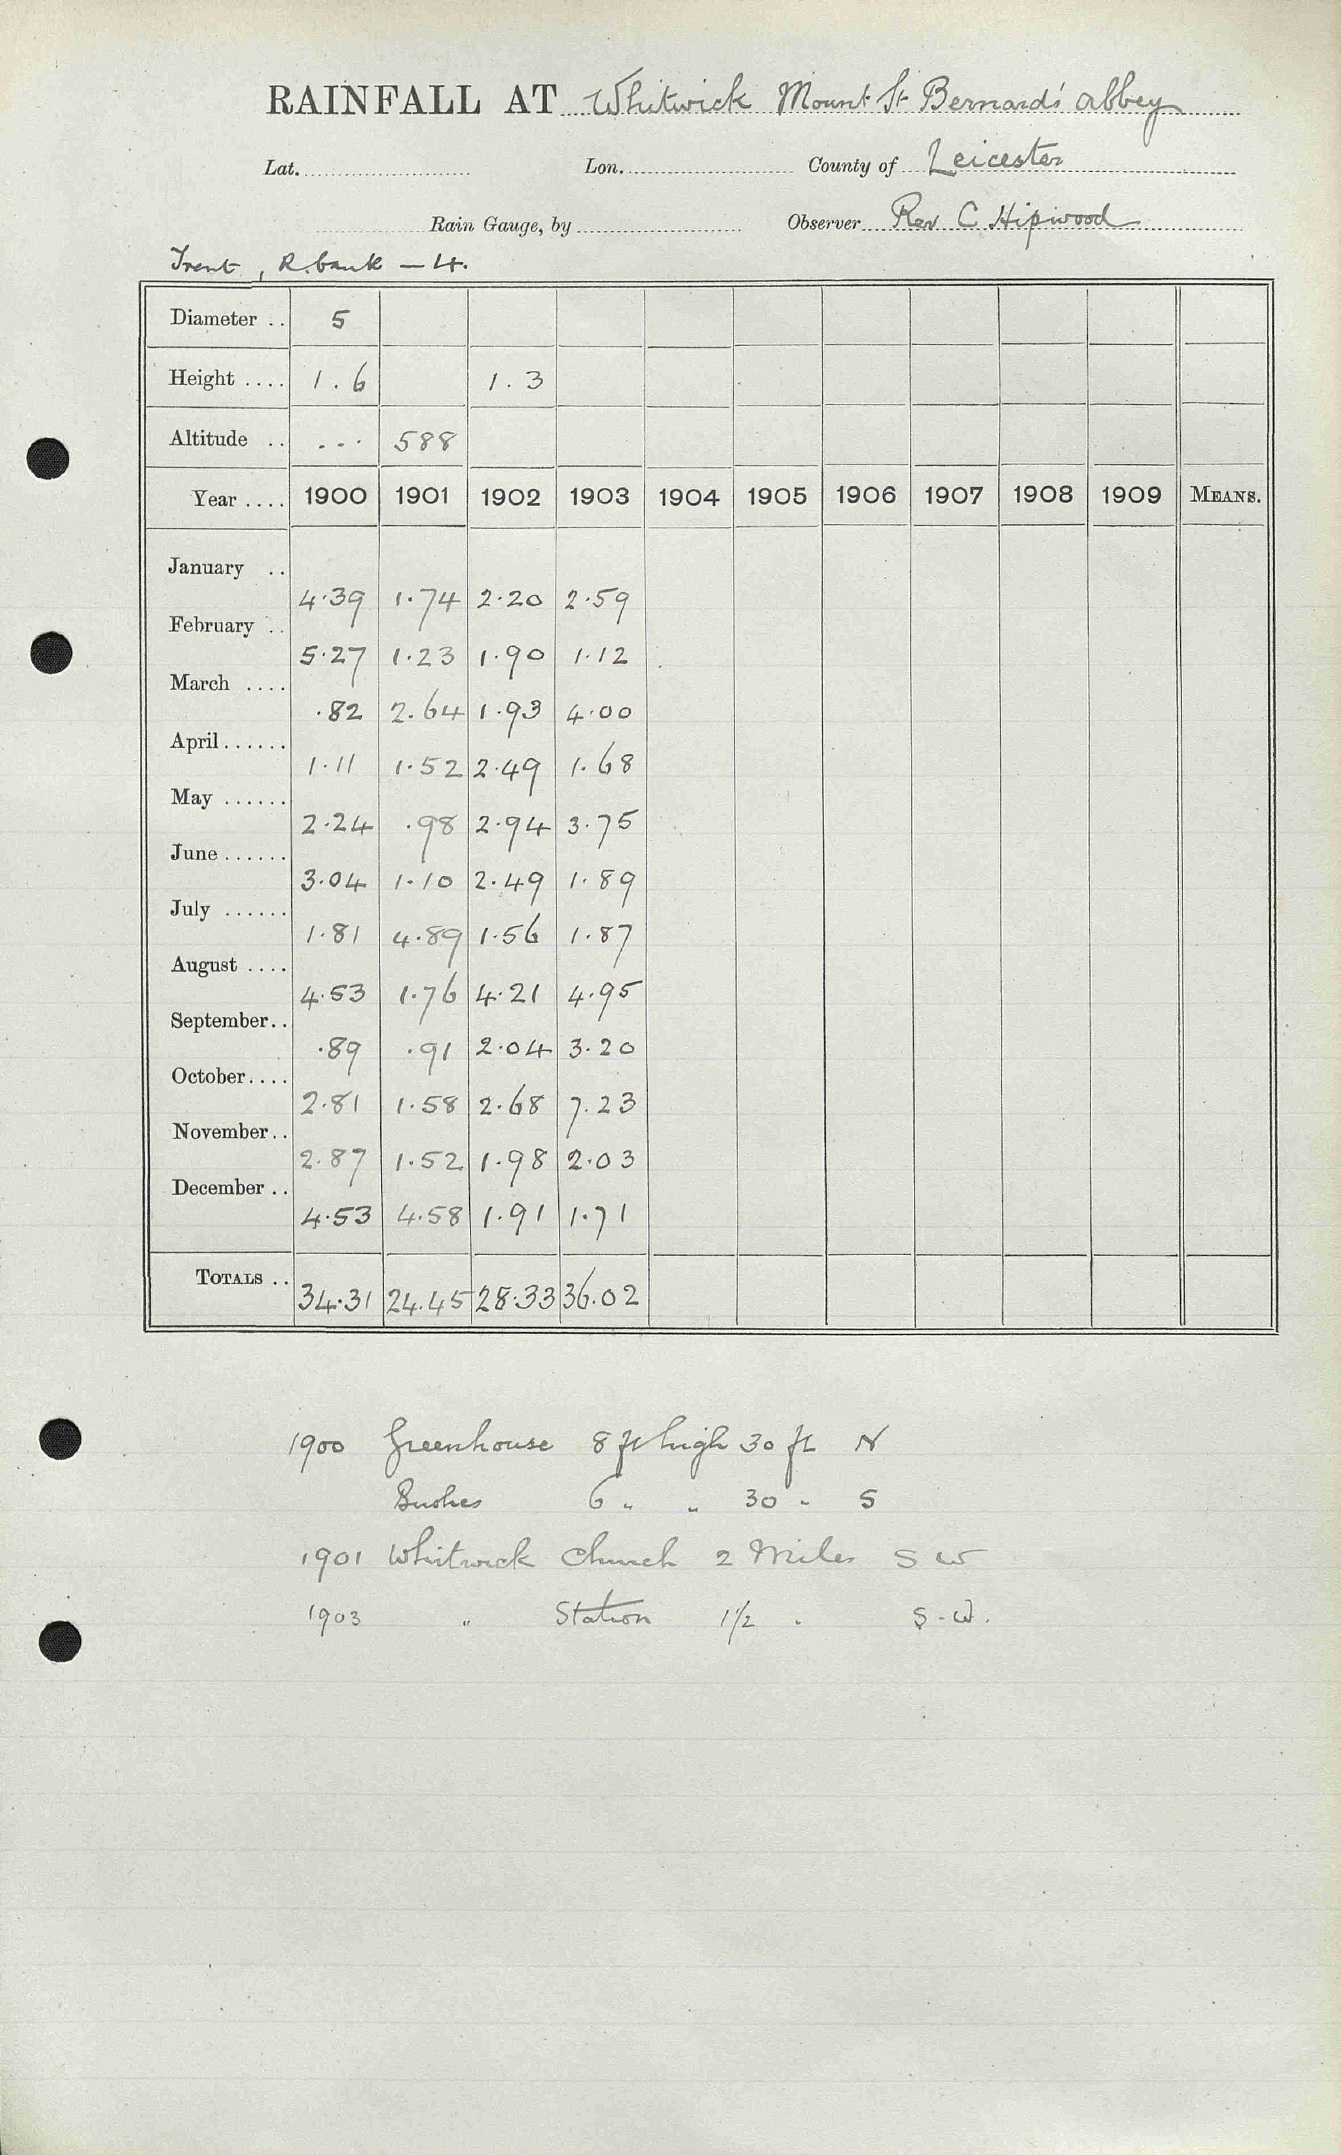 RAINFALL AT Whitwick Mount St Bernards' Abbey
Lat. Lon. County of Leicester
Rain Gauge, by Observer Rev C Hipwood
Trent, R. bank — 4.
Diameter .. 5
Height .... 1.6 1.3
Altitude .. ... 588
Year .... 1900 1901 1902 1903 1904 1905 1906 1907 1908 1909 MEANS.
January .. 4.39 1.74 2.20 2.59
February .. 5.27 1.23 1.90 1.12
March .... .82 2.64 1.93 4.00
April...... 1.11 1.52 2.49 1.68
May ...... 2.24 .98 2.94 3.75
June...... 3.04 1.10 2.49 1.89
July ...... 1.81 4.89 1.56 1.87
August .... 4.53 1.76 4.21 4.95
September.. .89 .91 2.04 3.20
October.... 2.81 1.58 2.68 7.23
November.. 2.87 1.52 1.98 2.03
December .. 4.53 4.58 1.91 1.71
TOTALS .. 34.31 24.45 28.33 36.02
1900 Greenhouse 8 ft high 30 ft N
Bushes 6 " " 30 " S
1901 Whitwick Church 2 Miles S W
1903 " Station 1½ " S.W.